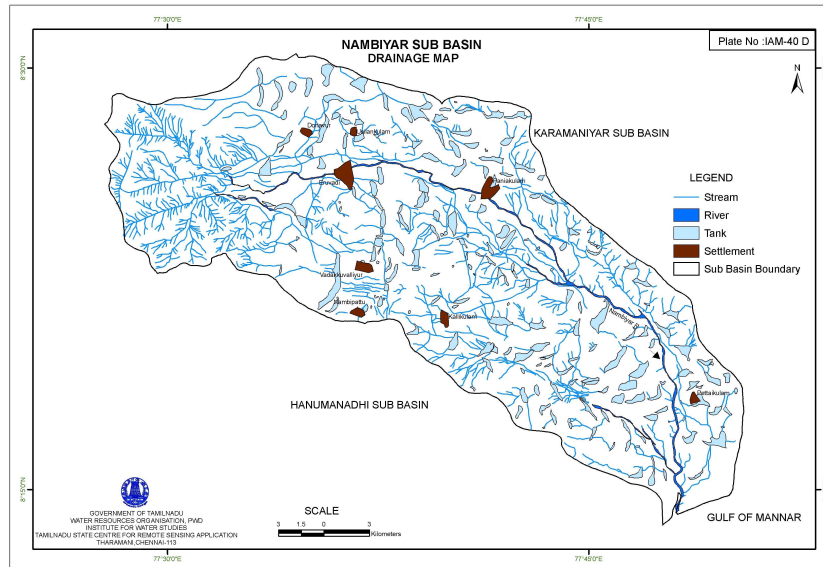 77°30'0"E
77°45'0"E
NAMBIYAR SUB BASIN
DRAINAGE MAP
Plate No :IAM-40 D
8°30'0"N
N
KARAMANIYAR SUB BASIN
Eruvadi
LEGEND
Stream
River
Tank
Settlement
Sub Basin Boundary
Vadakkuvalliyur
Kallikulam
Nambiyar R
HANUMANADHI SUB BASIN
8°15'0"N
GOVERNMENT OF TAMILNADU
WATER RESOURCES ORGANISATION, PWD
INSTITUTE FOR WATER STUDIES
TAMILNADU STATE CENTRE FOR REMOTE SENSING APPLICATION
THARAMANI,CHENNAI-113
SCALE
3 1.5 0 3
Kilometers
GULF OF MANNAR
77°30'0"E
77°45'0"E